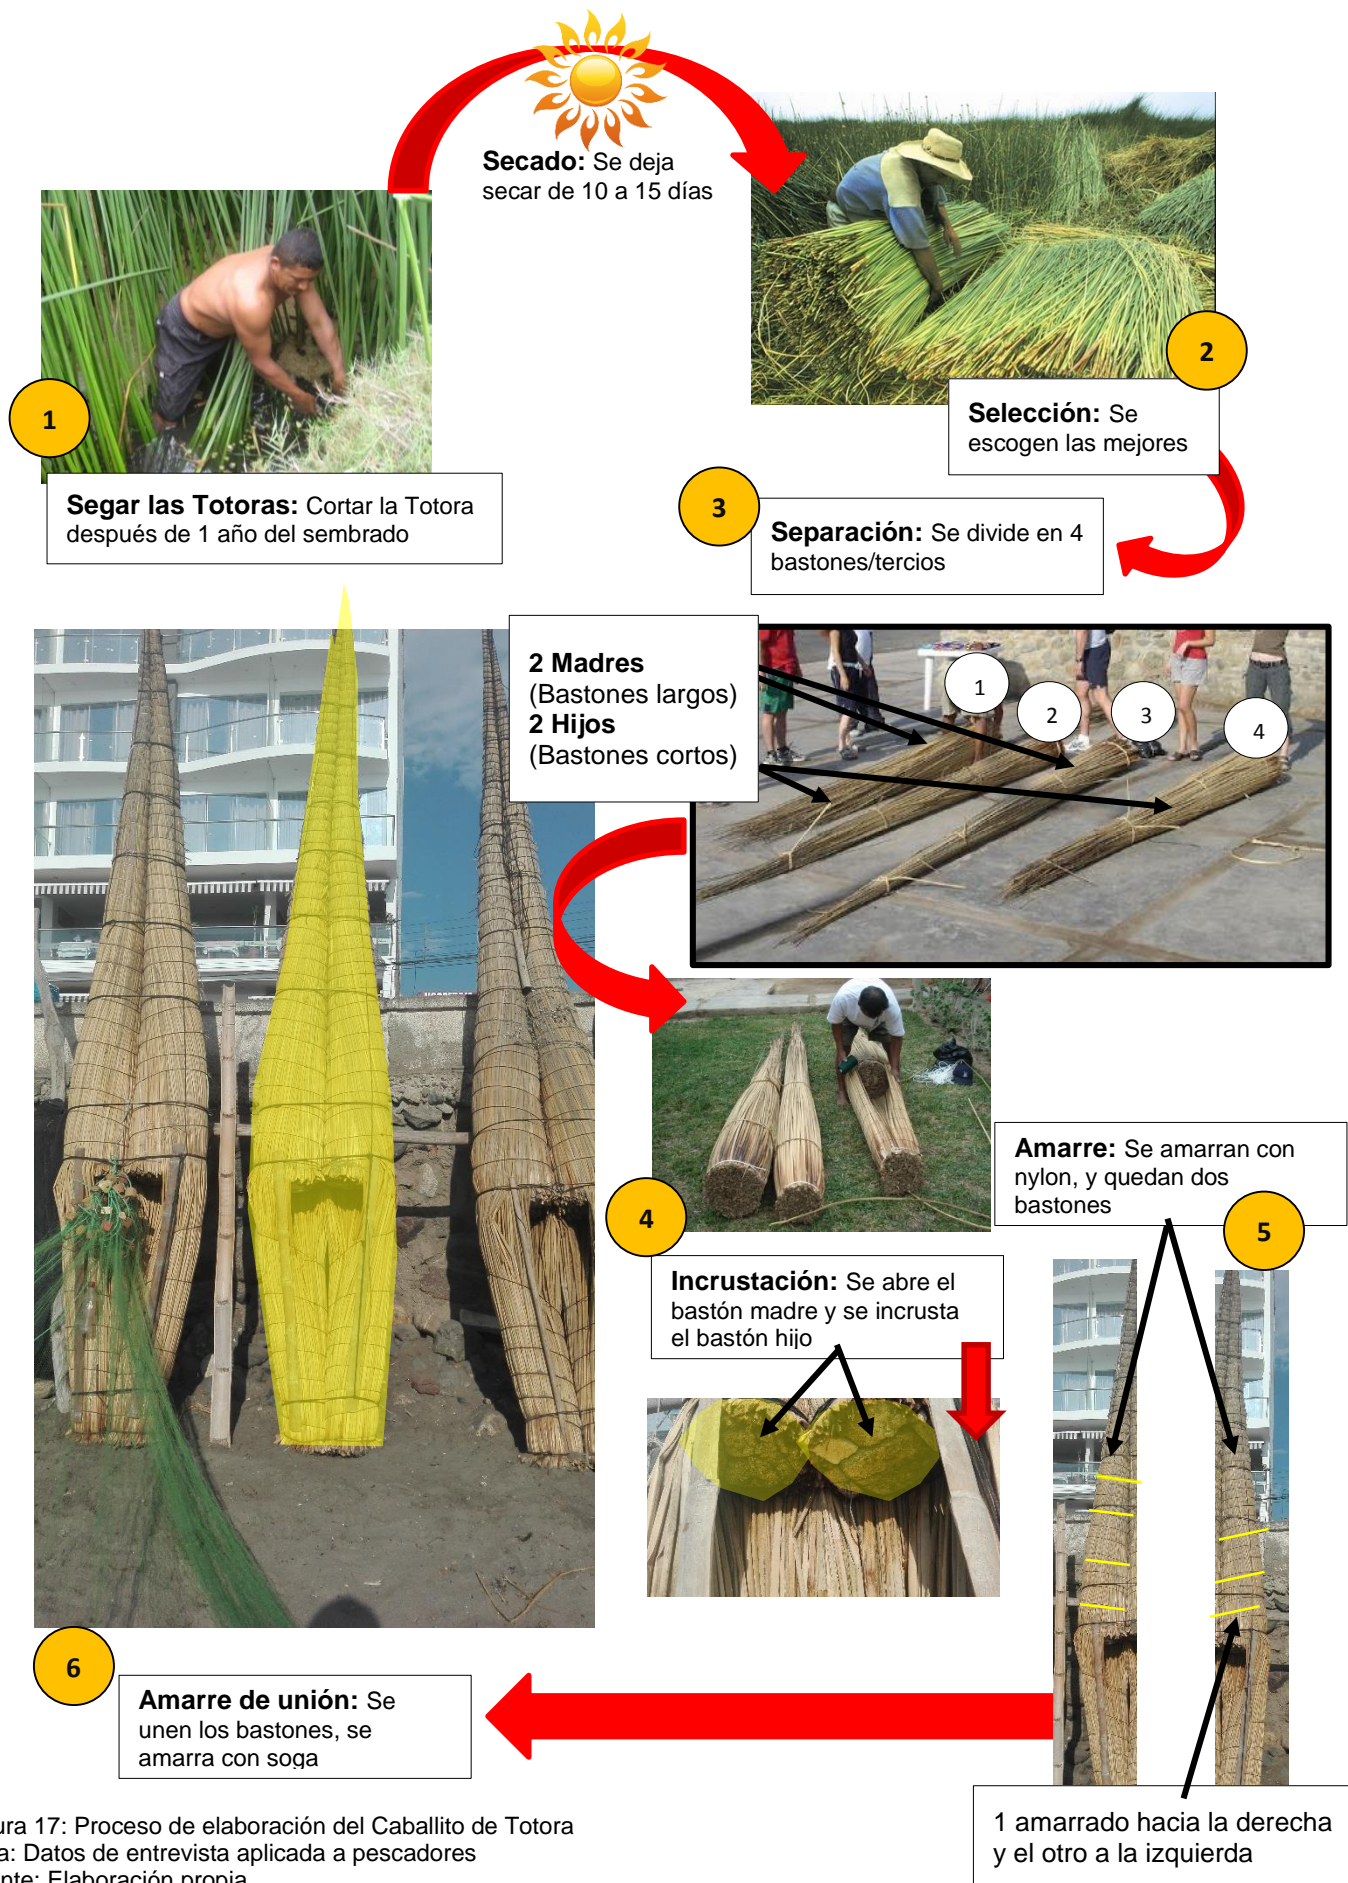 Secado: Se deja
secar de 10 a 15 días
1
Segar las Totoras: Cortar la Totora
después de 1 año del sembrado
2
Selección: Se
escogen las mejores
3
Separación: Se divide en 4
bastones/tercios
2 Madres
(Bastones largos)
2 Hijos
(Bastones cortos)
1
2
3
4
4
Incrustación: Se abre el
bastón madre y se incrusta
el bastón hijo
Amarre: Se amarran con
nylon, y quedan dos
bastones
5
1 amarrado hacia la derecha
y el otro a la izquierda
6
Amarre de unión: Se
unen los bastones, se
amarra con soga
ura 17: Proceso de elaboración del Caballito de Totora
a: Datos de entrevista aplicada a pescadores
nte: Elaboración propia